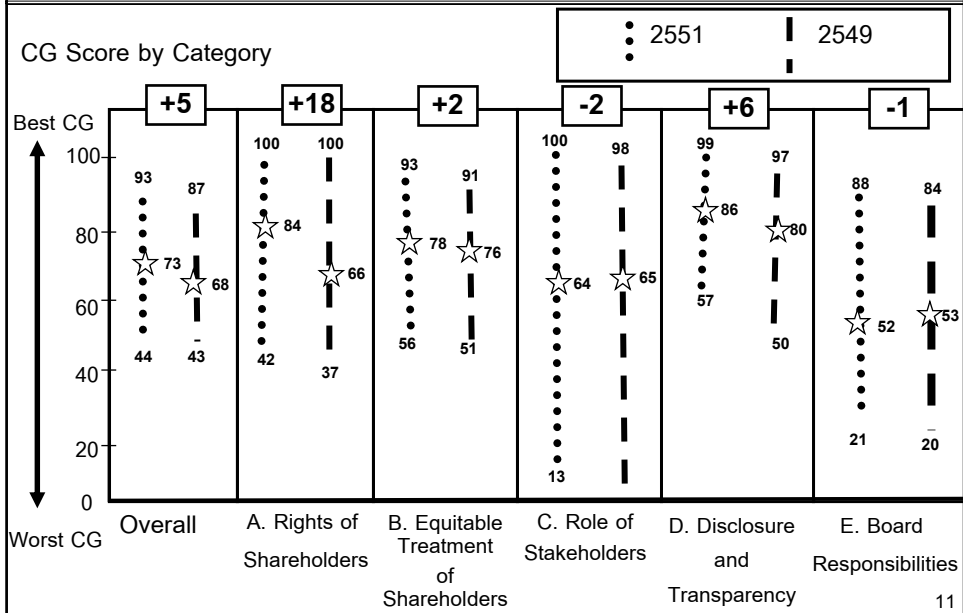 2551
2549
CG Score by Category
+5
+18
+2
-2
+6
-1
Best CG
100
80
60
40
20
0
Worst CG
93
87
73
68
44
43
100
100
84
66
42
37
93
91
78
76
56
51
100
98
64
65
13
99
97
86
80
57
50
88
84
52
53
21
20
Overall
A. Rights of
Shareholders
B. Equitable
Treatment
of
Shareholders
C. Role of
Stakeholders
D. Disclosure
and
Transparency
E. Board
Responsibilities
11